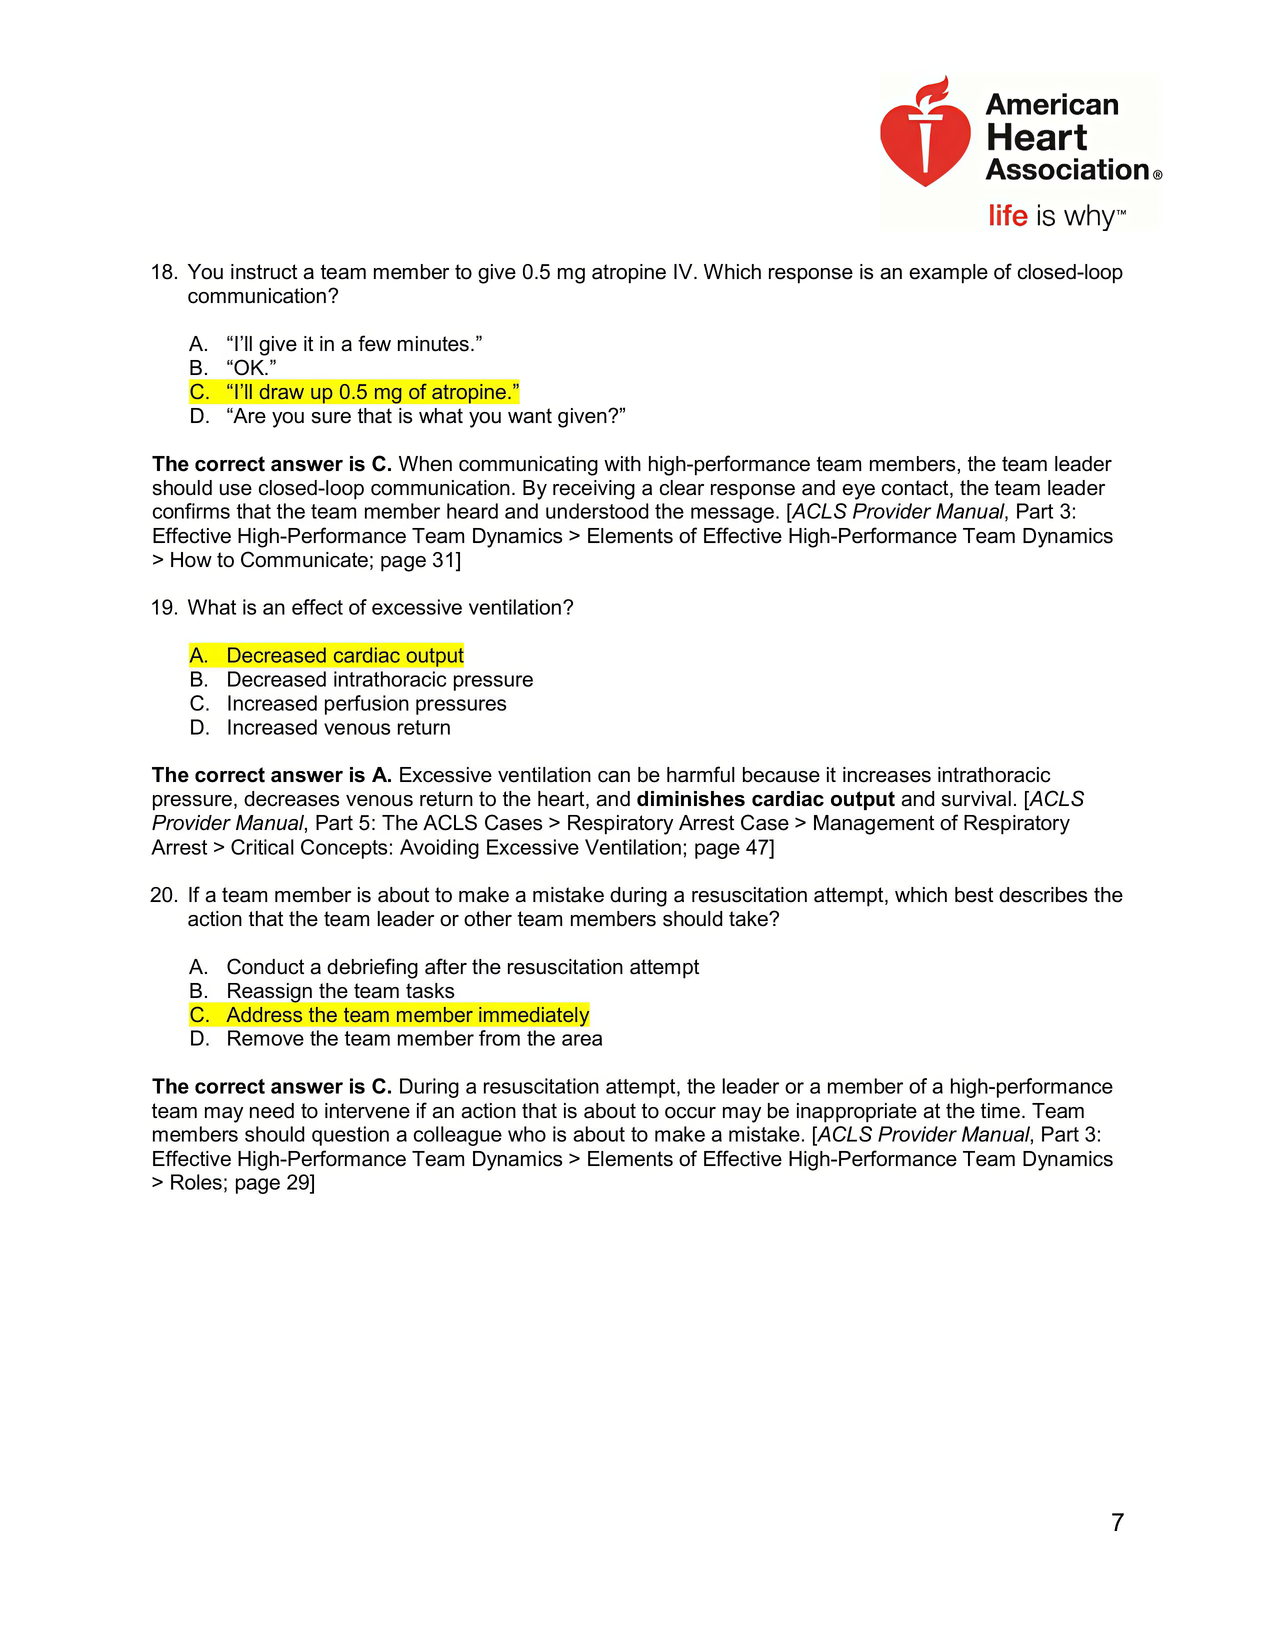 American
Heart
Association®
life is why™
18. You instruct a team member to give 0.5 mg atropine IV. Which response is an example of closed-loop
communication?
A. “I’ll give it in a few minutes.”
B. “OK.”
C. “I’ll draw up 0.5 mg of atropine.”
D. “Are you sure that is what you want given?”
The correct answer is C. When communicating with high-performance team members, the team leader
should use closed-loop communication. By receiving a clear response and eye contact, the team leader
confirms that the team member heard and understood the message. [ACLS Provider Manual, Part 3:
Effective High-Performance Team Dynamics > Elements of Effective High-Performance Team Dynamics
> How to Communicate; page 31]
19. What is an effect of excessive ventilation?
A. Decreased cardiac output
B. Decreased intrathoracic pressure
C. Increased perfusion pressures
D. Increased venous return
The correct answer is A. Excessive ventilation can be harmful because it increases intrathoracic
pressure, decreases venous return to the heart, and diminishes cardiac output and survival. [ACLS
Provider Manual, Part 5: The ACLS Cases > Respiratory Arrest Case > Management of Respiratory
Arrest > Critical Concepts: Avoiding Excessive Ventilation; page 47]
20. If a team member is about to make a mistake during a resuscitation attempt, which best describes the
action that the team leader or other team members should take?
A. Conduct a debriefing after the resuscitation attempt
B. Reassign the team tasks
C. Address the team member immediately
D. Remove the team member from the area
The correct answer is C. During a resuscitation attempt, the leader or a member of a high-performance
team may need to intervene if an action that is about to occur may be inappropriate at the time. Team
members should question a colleague who is about to make a mistake. [ACLS Provider Manual, Part 3:
Effective High-Performance Team Dynamics > Elements of Effective High-Performance Team Dynamics
> Roles; page 29]
7